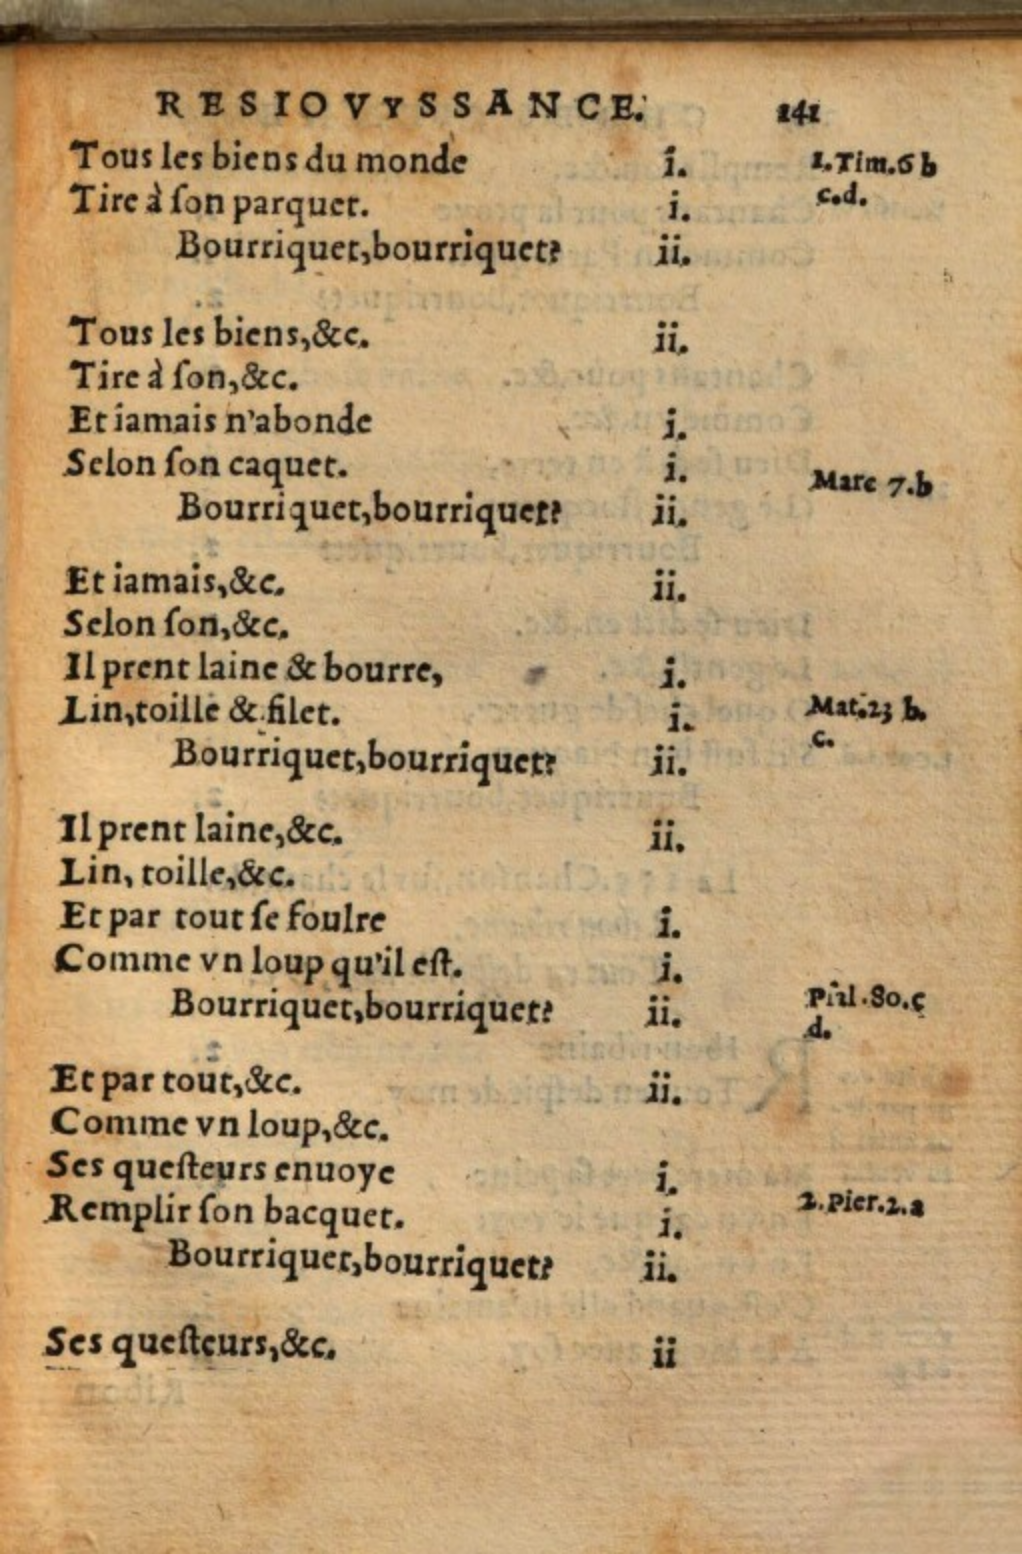 RESIOVYSSANCE. 141
Tous les biens du monde i. 1.Tim.6 b
Tire à ſon parquet. i. c.d.
Bourriquet,bourriquet? ii.
Tous les biens,&c. ii.
Tire à ſon,&c.
Et iamais n'abonde i.
Selon ſon caquet. i. Marc 7.b
Bourriquet,bourriquet? ii.
Et iamais,&c. ii.
Selon ſon,&c.
Il prent laine & bourre, i.
Lin,toille & filet. i. Mat.23 b.
c.
Bourriquet,bourriquet? ii.
Il prent laine,&c. ii.
Lin, toille,&c.
Et par tout ſe foulre i.
Comme vn loup qu'il eſt. i.
Bourriquet,bourriquet? ii. Pſal.80.c
d.
Et par tout,&c. ii.
Comme vn loup,&c.
Ses queſteurs enuoye i.
Remplir ſon bacquet. i. 2.Pier.2.a
Bourriquet,bourriquet? ii.
Ses queſteurs,&c. ii